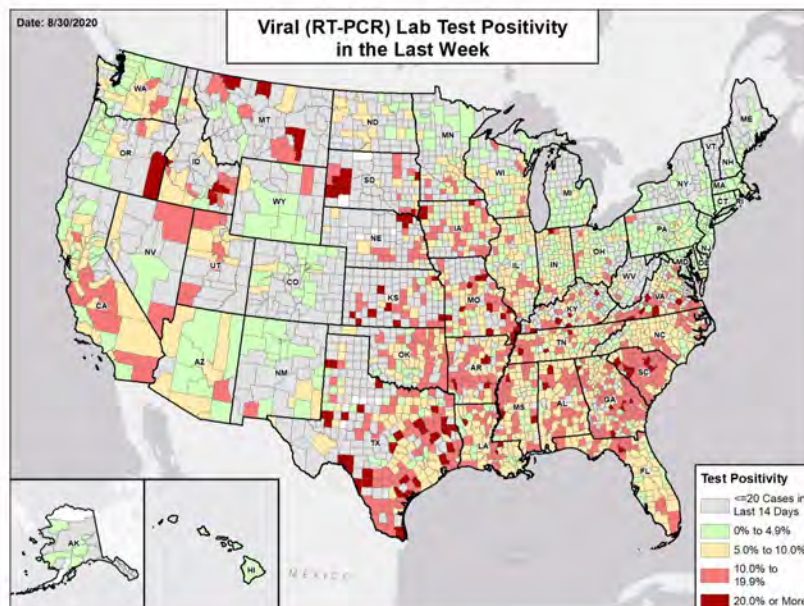 Date: 8/30/2020
Viral (RT-PCR) Lab Test Positivity
in the Last Week
WA
MT
ND
MN
ME
OR
ID
SD
WI
VT
NH
NY
MA
CT
RI
WY
MI
IA
NE
PA
NJ
NV
UT
IL
IN
OH
MD
DE
CO
WV
CA
KS
MO
KY
VA
AZ
NM
OK
AR
TN
NC
SC
MS
AL
GA
TX
LA
FL
AK
HI
MEXICO
Test Positivity
<=20 Cases in
Last 14 Days
0% to 4.9%
5.0% to 10.0%
10.0% to
19.9%
20.0% or More